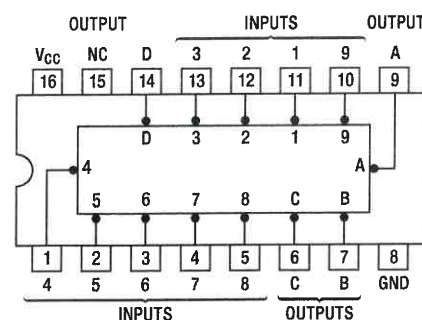 OUTPUT INPUTS OUTPUT
VCC NC D 3 2 1 9 A
16 15 14 13 12 11 10 9
D 3 2 1 9
4 A
5 6 7 8 C B
1 2 3 4 5 6 7 8
4 5 6 7 8 C B GND
INPUTS OUTPUTS